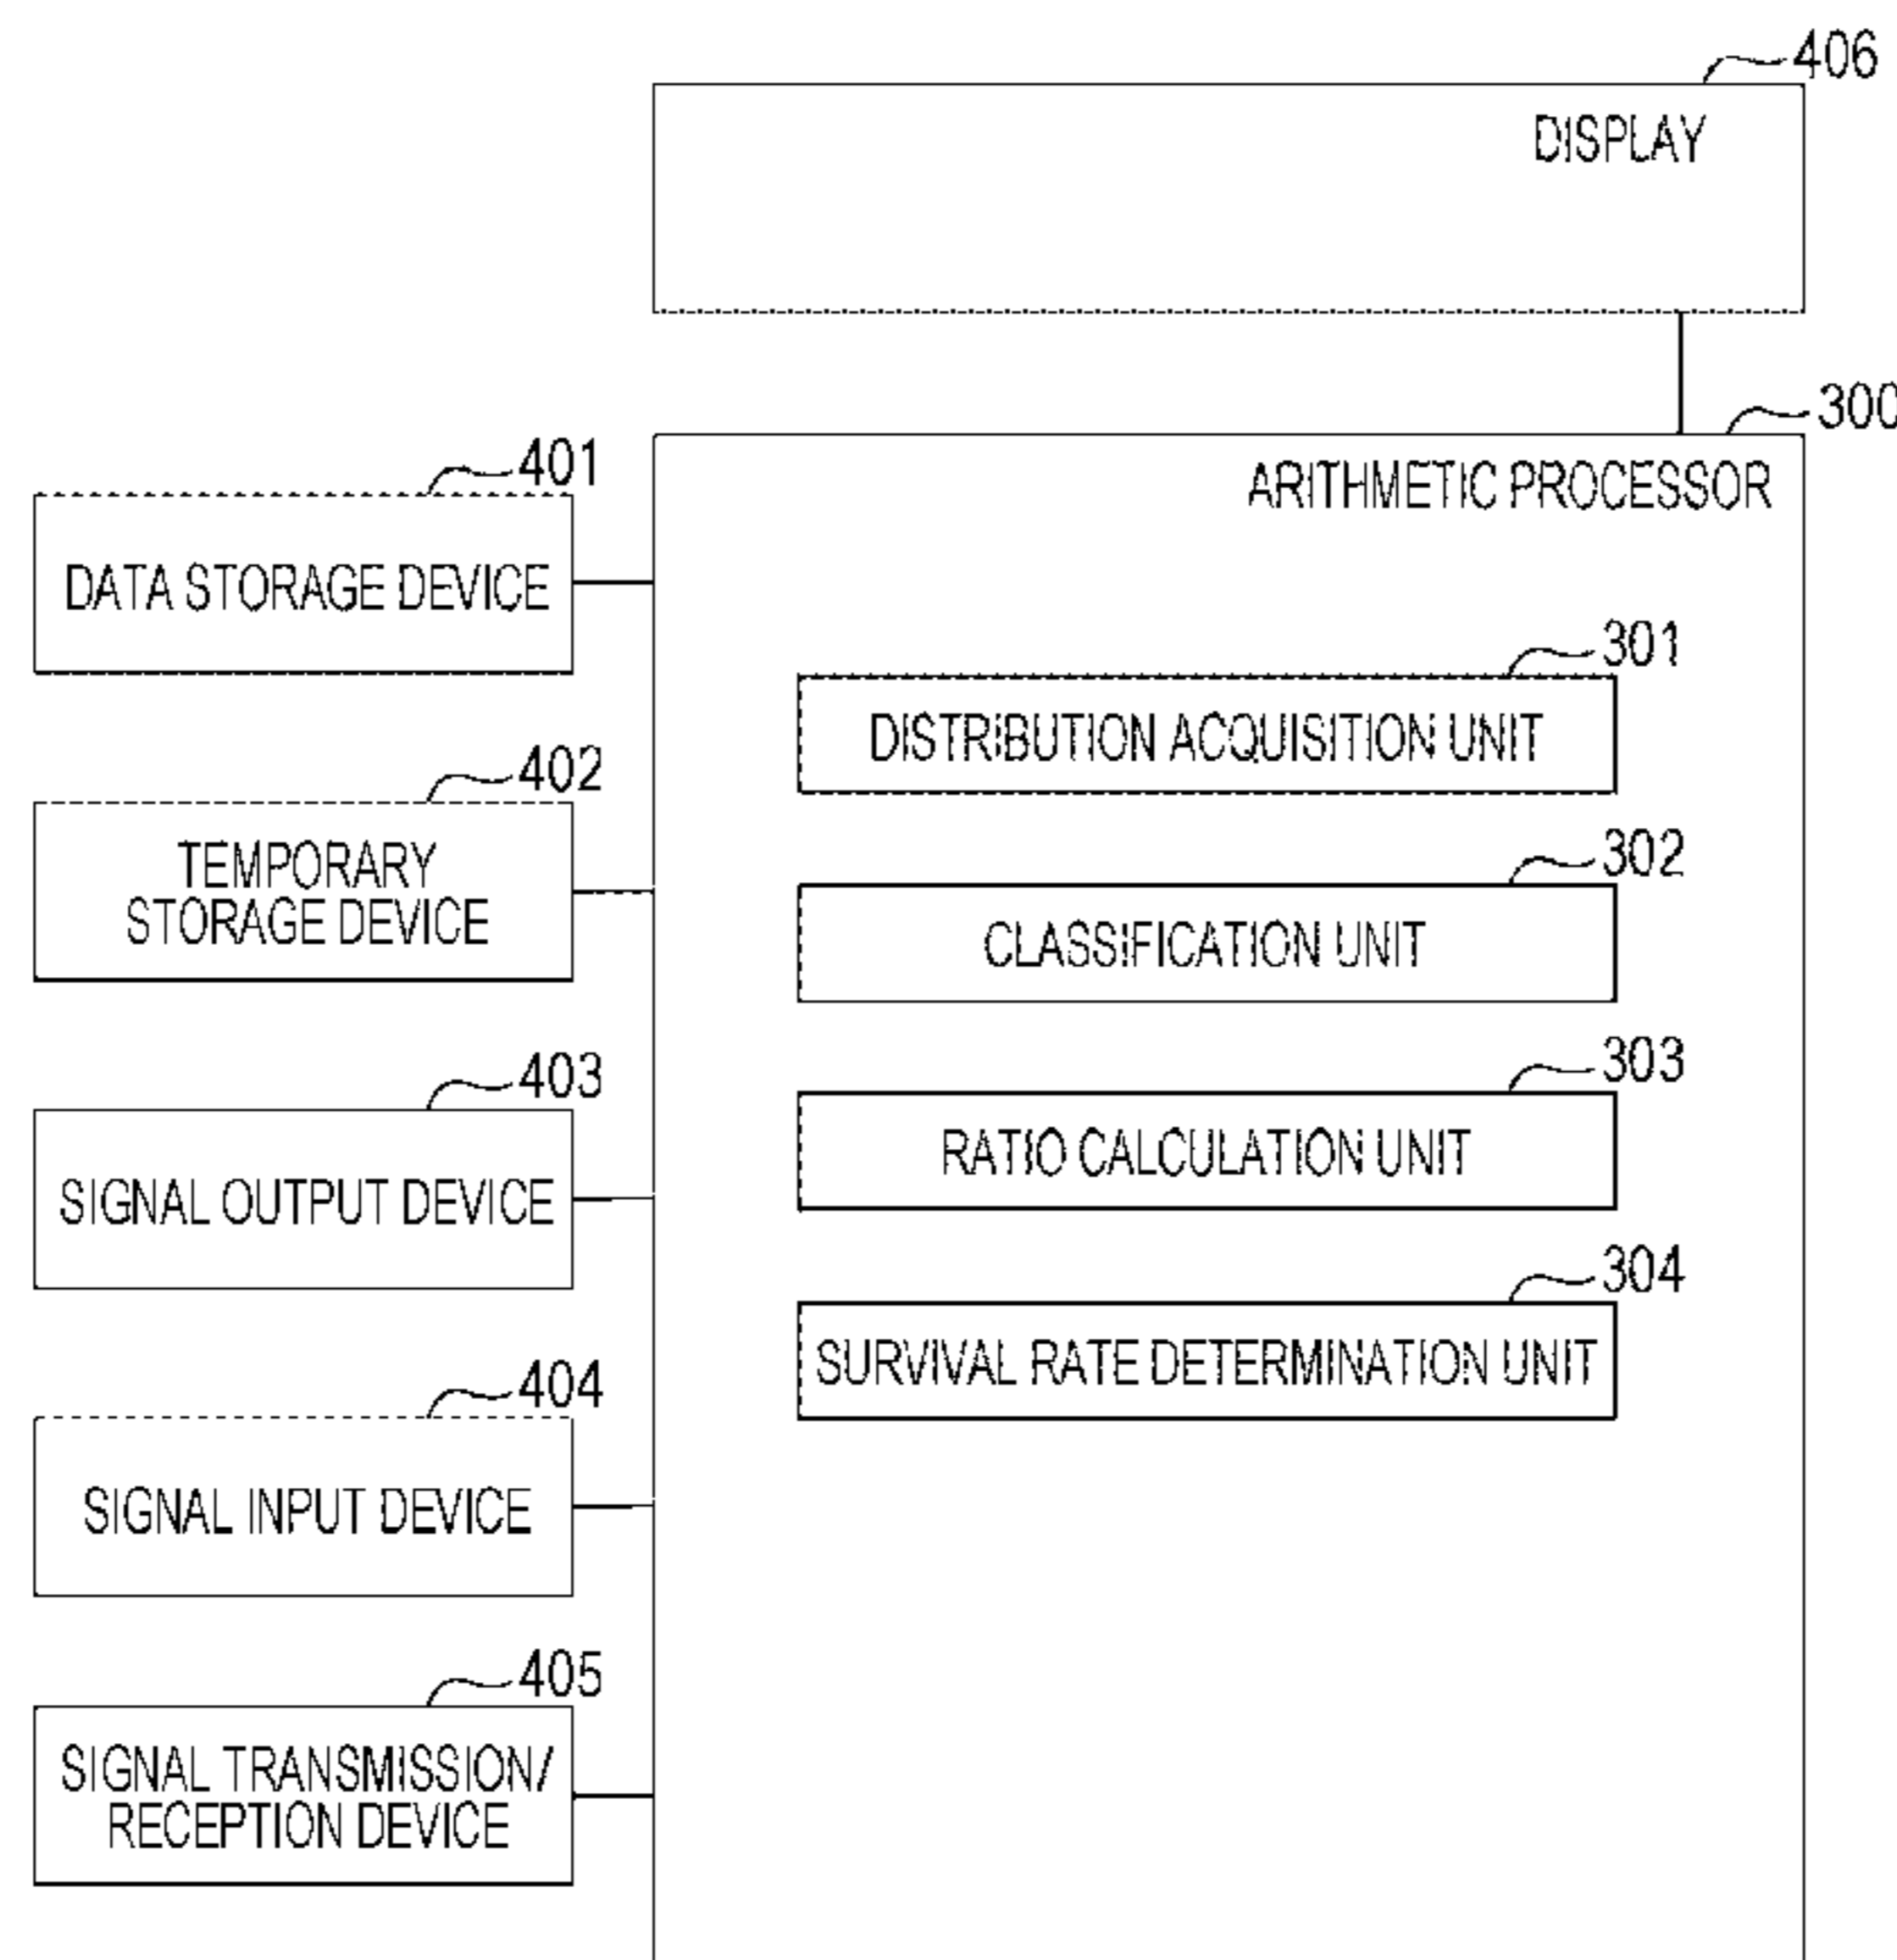 406
DISPLAY
300
ARITHMETIC PROCESSOR
401
DATA STORAGE DEVICE
301
DISTRIBUTION ACQUISITION UNIT
402
TEMPORARY
STORAGE DEVICE
302
CLASSIFICATION UNIT
403
SIGNAL OUTPUT DEVICE
303
RATIO CALCULATION UNIT
304
SURVIVAL RATE DETERMINATION UNIT
404
SIGNAL INPUT DEVICE
405
SIGNAL TRANSMISSION/
RECEPTION DEVICE